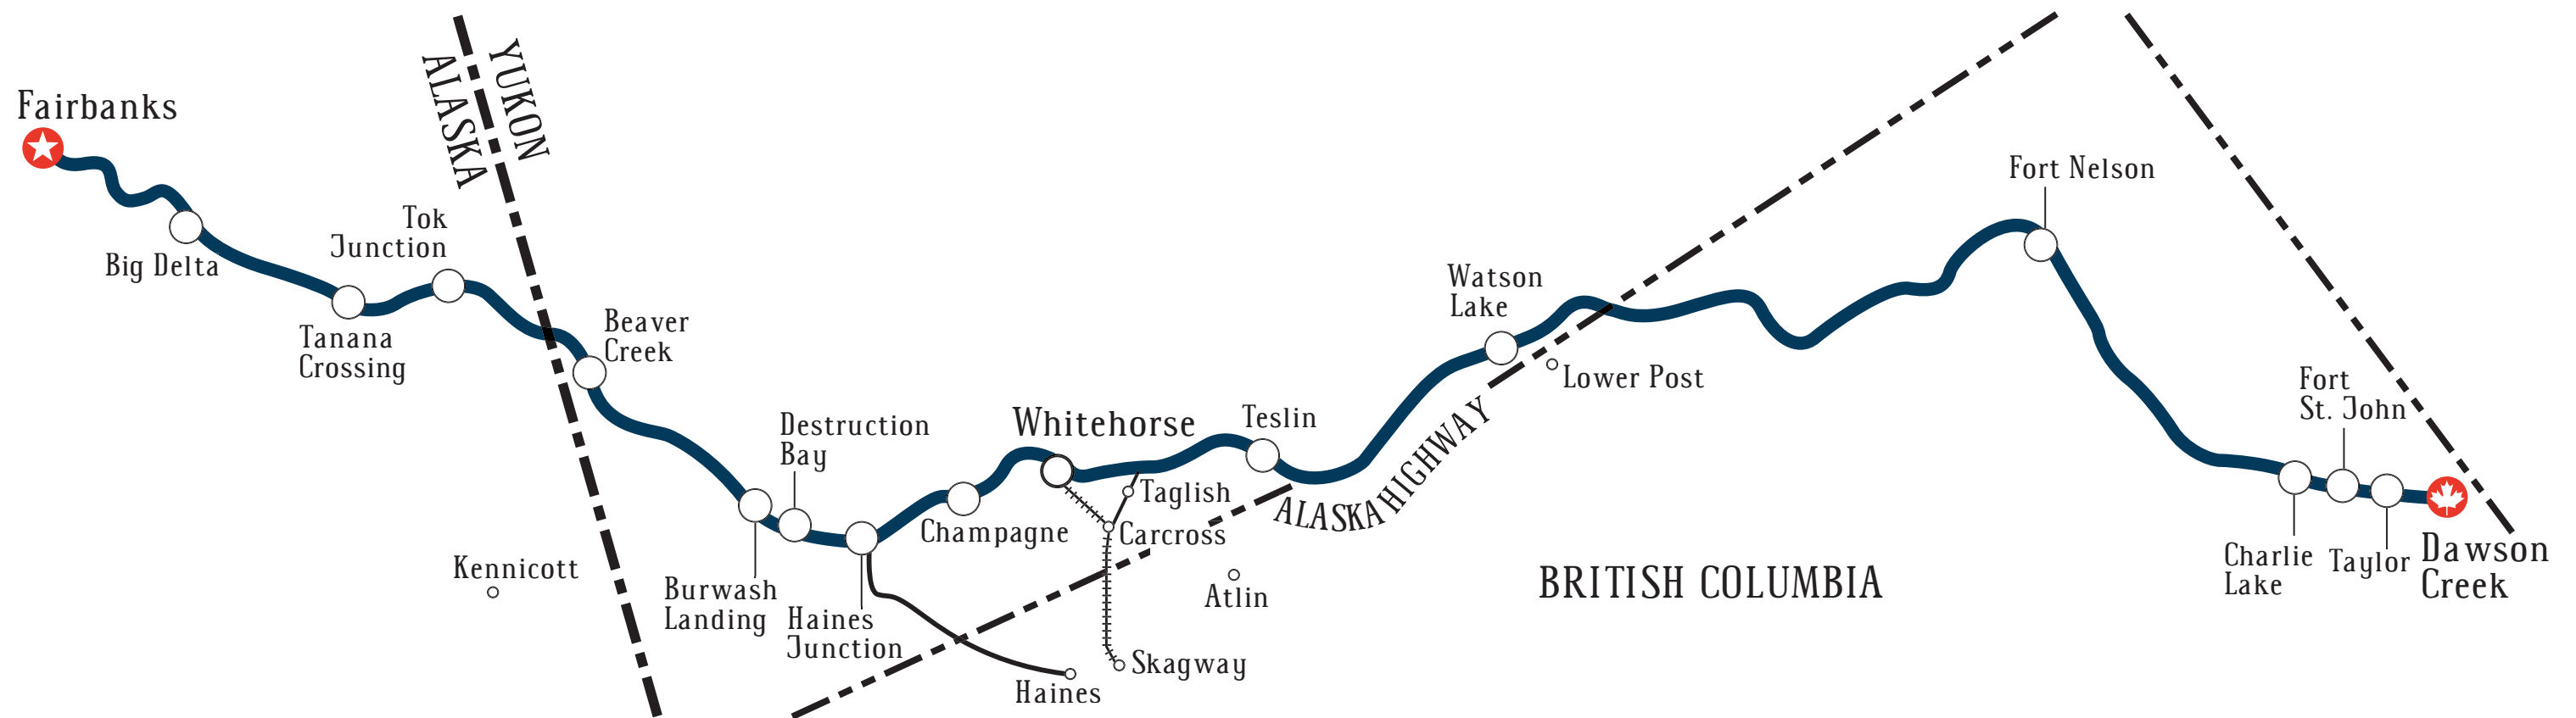 Fairbanks
ALASKA
YUKON
Big Delta
Tok
Junction
Tanana
Crossing
Beaver
Creek
Kennicott
Destruction
Bay
Burwash
Landing
Haines
Junction
Champagne
Whitehorse
Taglish
Carcross
Skagway
Haines
Atlin
Teslin
Watson
Lake
Lower Post
ALASKA HIGHWAY
BRITISH COLUMBIA
Fort Nelson
Fort
St. John
Charlie
Lake
Taylor
Dawson
Creek